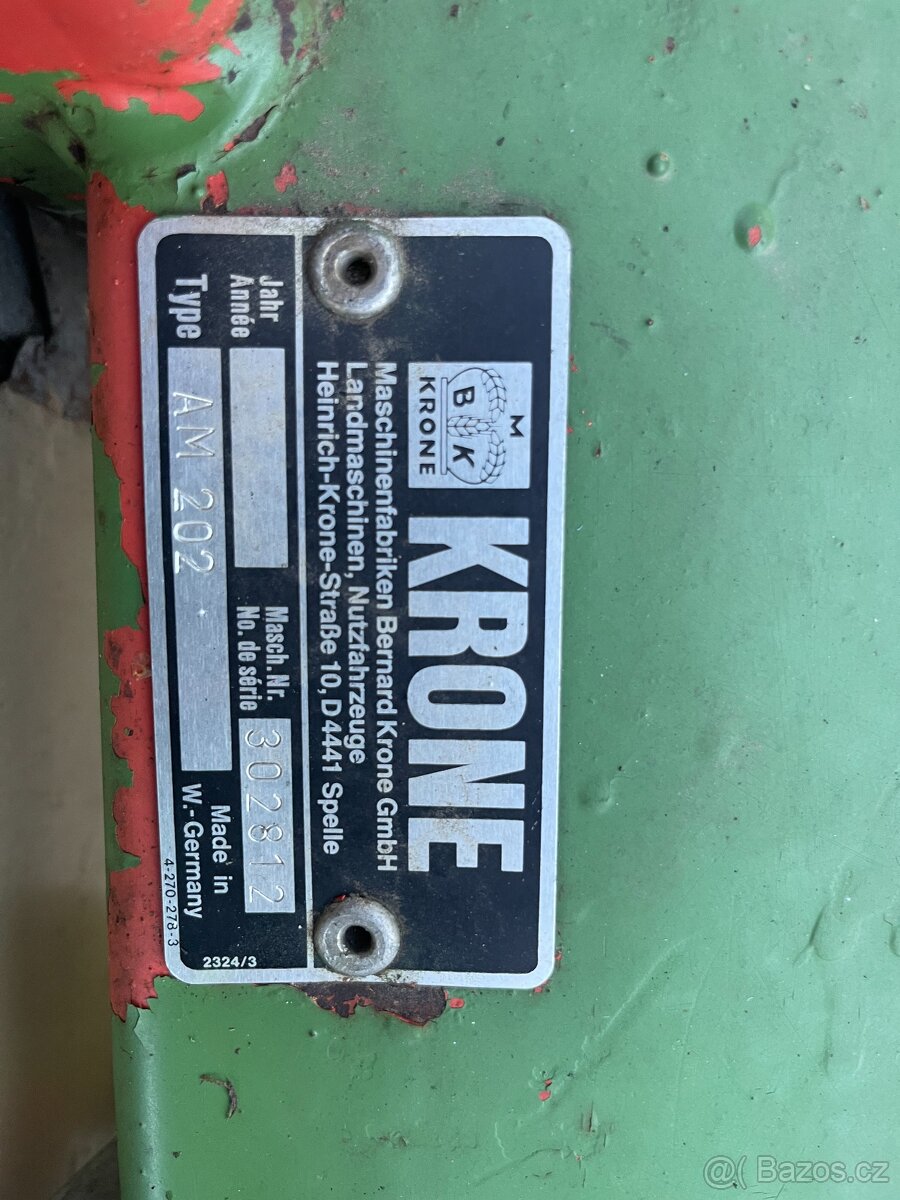 M
B K
KRONE
KRONE
Maschinenfabriken Bernard Krone GmbH
Landmaschinen, Nutzfahrzeuge
Heinrich-Krone-Straße 10, D 4441 Spelle
Jahr
Année
Masch. Nr.
No. de série
302812
Type
AM 202
Made in
W.-Germany
2324/3
4-270-278-3
@( Bazos.cz